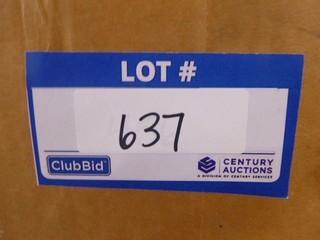 LOT #
637
ClubBid
CENTURY
AUCTIONS
A DIVISION OF CENTURY SERVICES